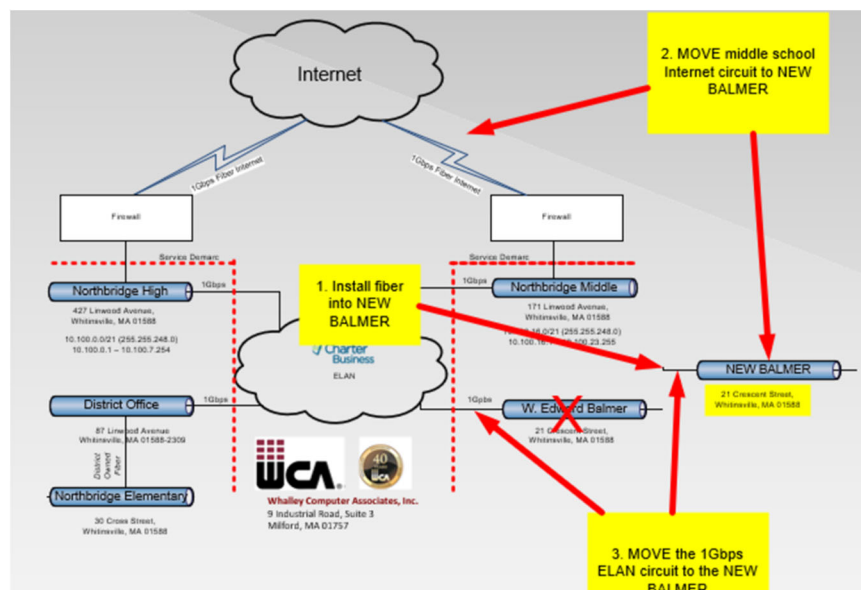 Internet
2. MOVE middle school
Internet circuit to NEW
BALMER
1Gbps Fiber Internet
1Gbps Fiber Internet
Firewall
Firewall
Service Demarc
Service Demarc
Northbridge High
1Gbps
427 Linwood Avenue,
Whitinsville, MA 01588
10.100.0.0/21 (255.255.248.0)
10.100.0.1 – 10.100.7.254
1. Install fiber
into NEW
BALMER
1Gbps
Northbridge Middle
171 Linwood Avenue,
Whitinsville, MA 01588
(255.255.248.0)
Charter
Business
ELAN
NEW BALMER
21 Crescent Street,
Whitinsville, MA 01588
District Office
1Gbps
87 Linwood Avenue
Whitinsville, MA 01588-2309
District
Owned
Fiber
1Gpbs
W. Edward Balmer
21 Crescent Street,
Whitinsville, MA 01588
Northbridge Elementary
30 Cross Street,
Whitinsville, MA 01588
WCA
40
Whalley Computer Associates, Inc.
9 Industrial Road, Suite 3
Milford, MA 01757
3. MOVE the 1Gbps
ELAN circuit to the NEW
BALMER